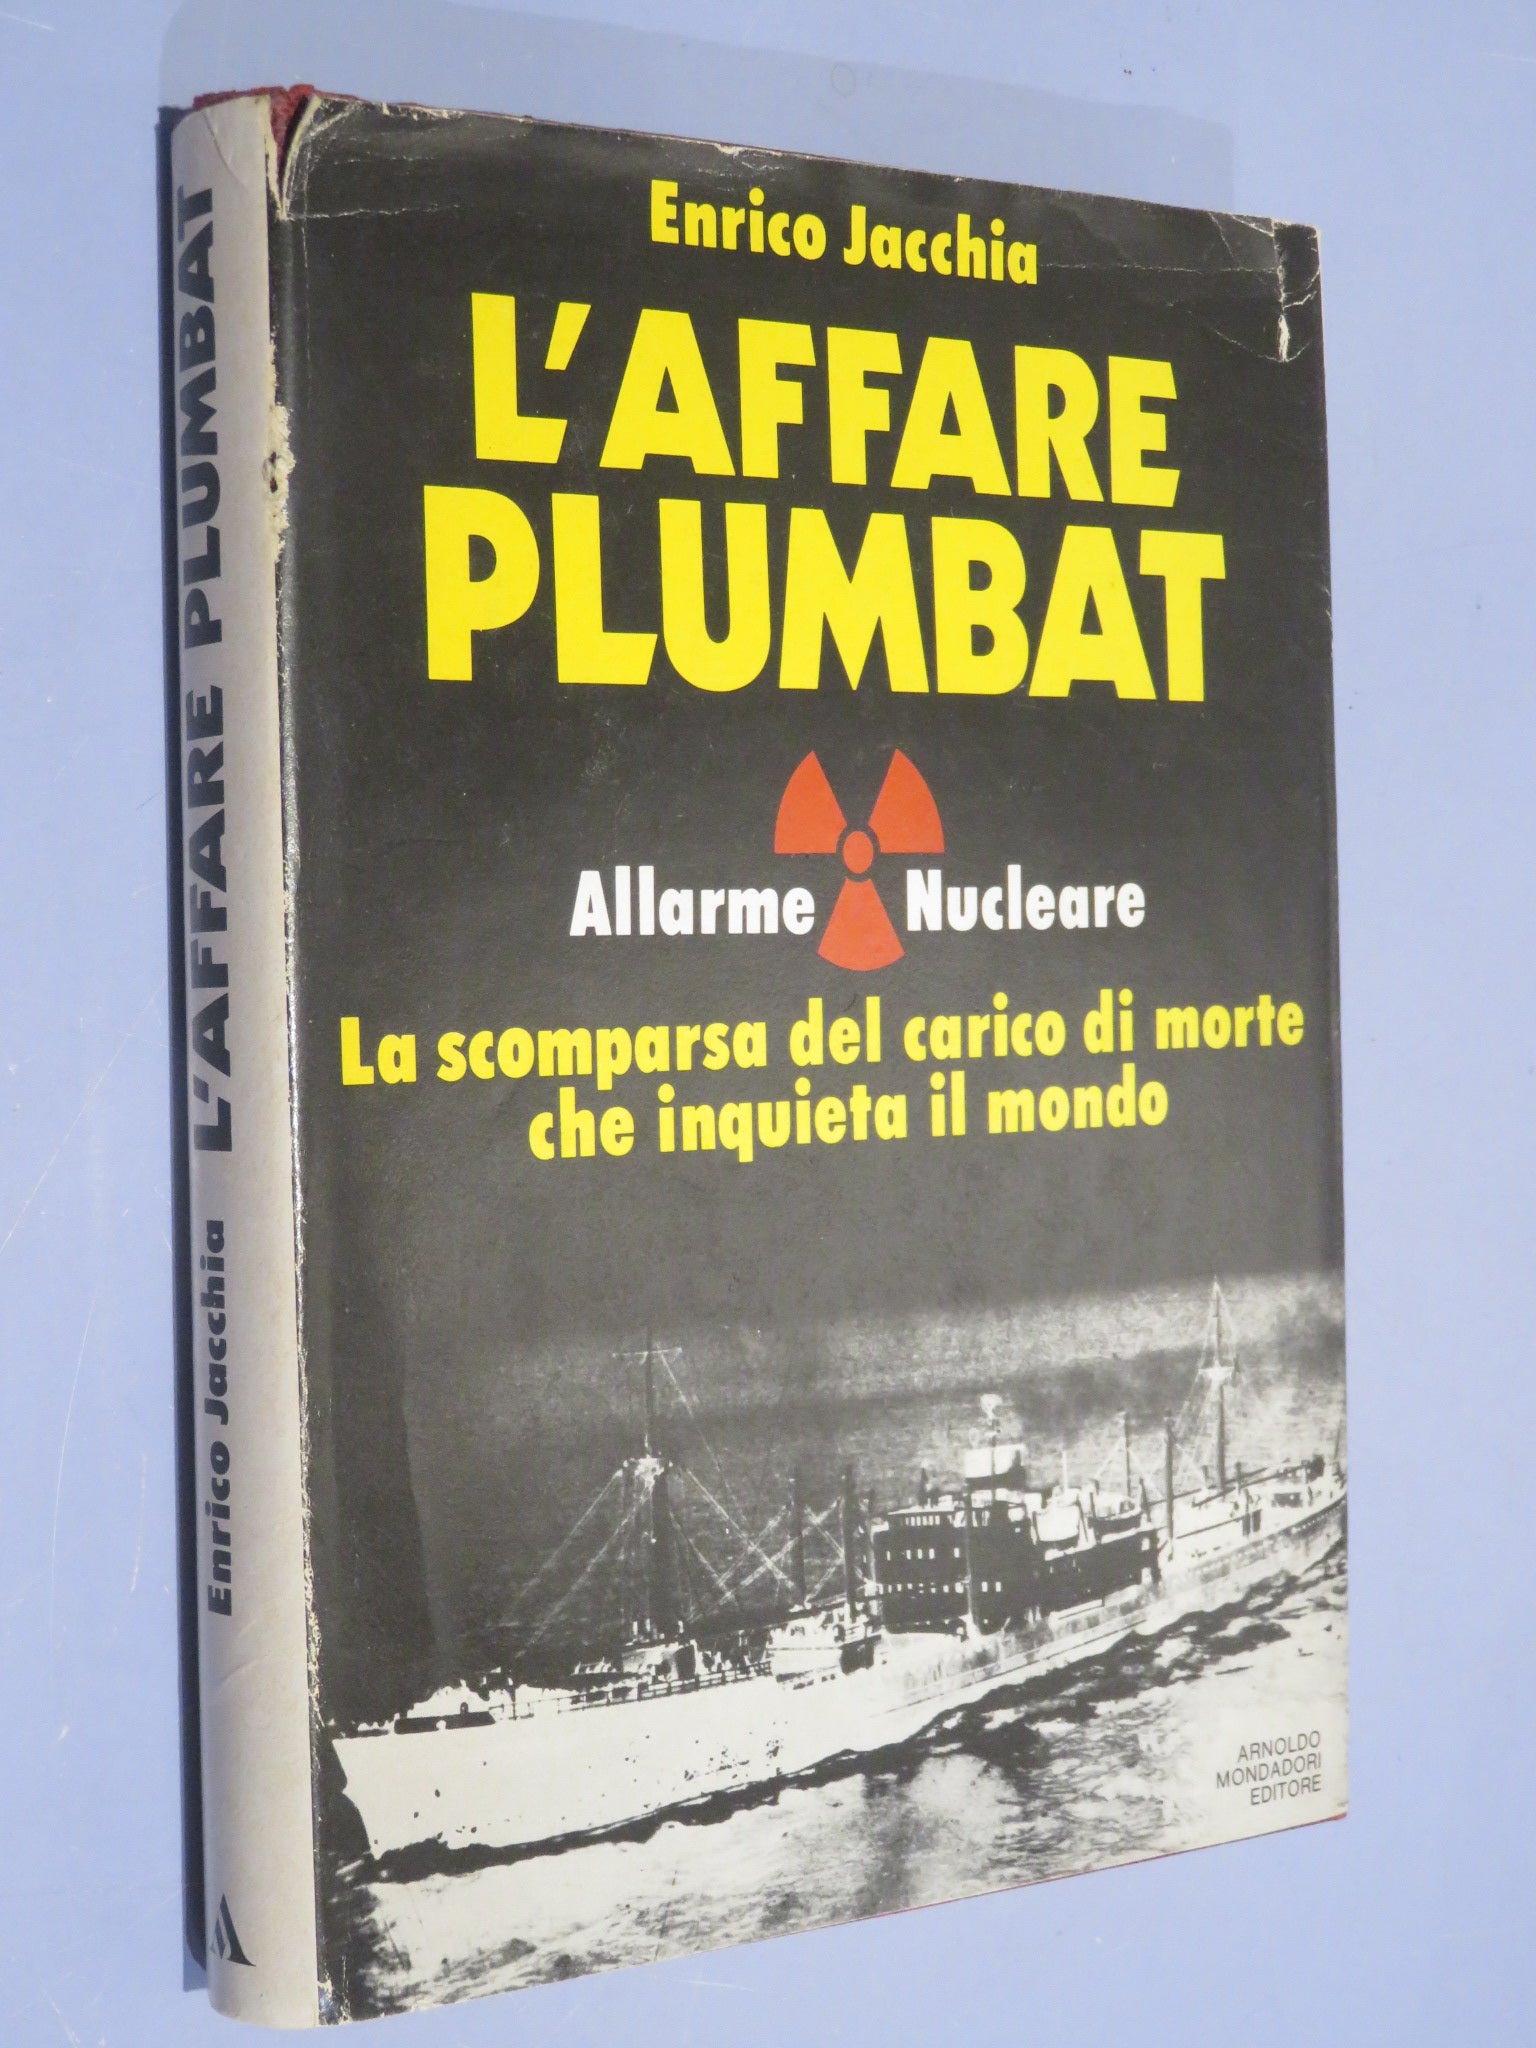 Enrico Jacchia
L'AFFARE
PLUMBAT
Allarme Nucleare
La scomparsa del carico di morte
che inquieta il mondo
ARNOLDO
MONDADORI
EDITORE
Enrico Jacchia L'AFFARE PLUMBAT